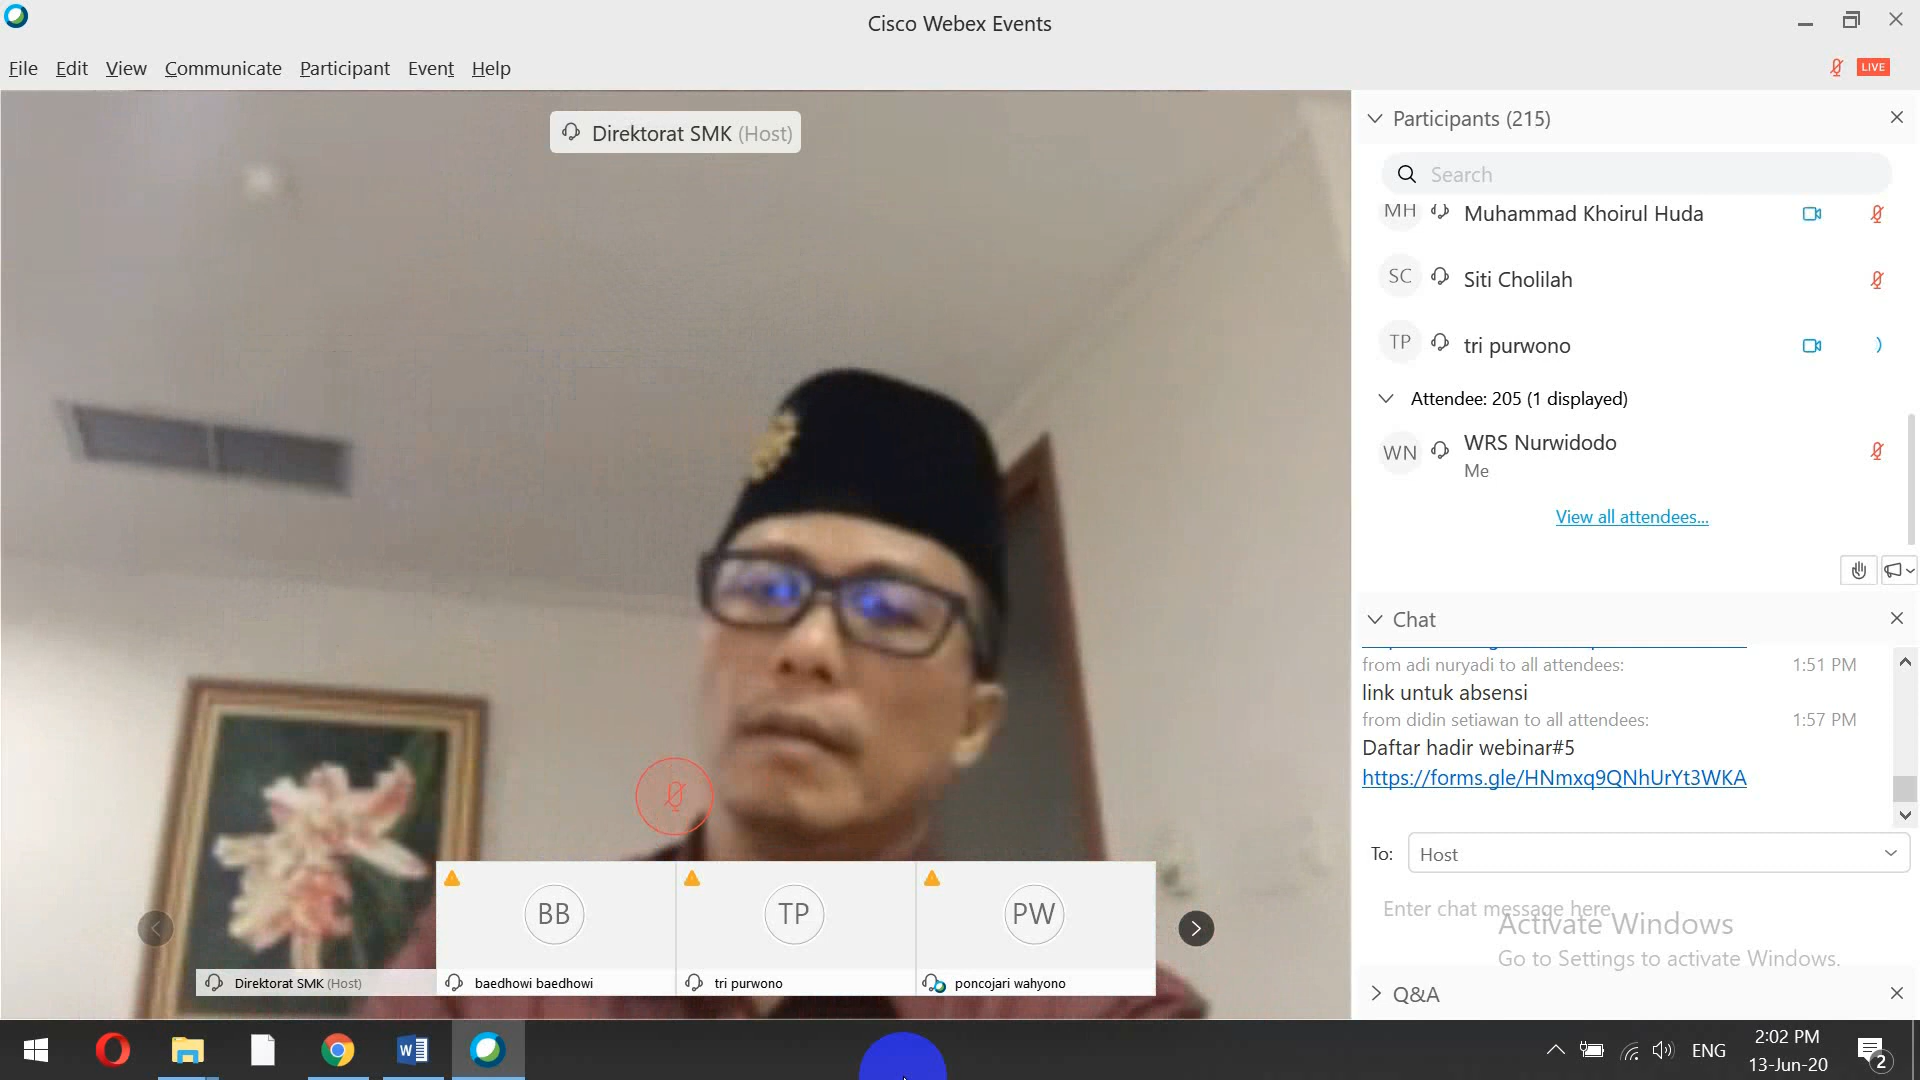 Cisco Webex Events
File Edit View Communicate Participant Event Help
LIVE
Direktorat SMK (Host)
Direktorat SMK (Host)
BB
baedhowi baedhowi
TP
tri purwono
PW
poncojari wahyono
Participants (215)
Search
MH Muhammad Khoirul Huda
SC Siti Cholilah
TP tri purwono
Attendee: 205 (1 displayed)
WN WRS Nurwidodo
Me
View all attendees...
Chat
from adi nuryadi to all attendees: 1:51 PM
link untuk absensi
from didin setiawan to all attendees: 1:57 PM
Daftar hadir webinar#5
https://forms.gle/HNmxq9QNhUrYt3WKA
To: Host
Enter chat message here
Activate Windows
Go to Settings to activate Windows.
Q&A
ENG
2:02 PM
13-Jun-20
2